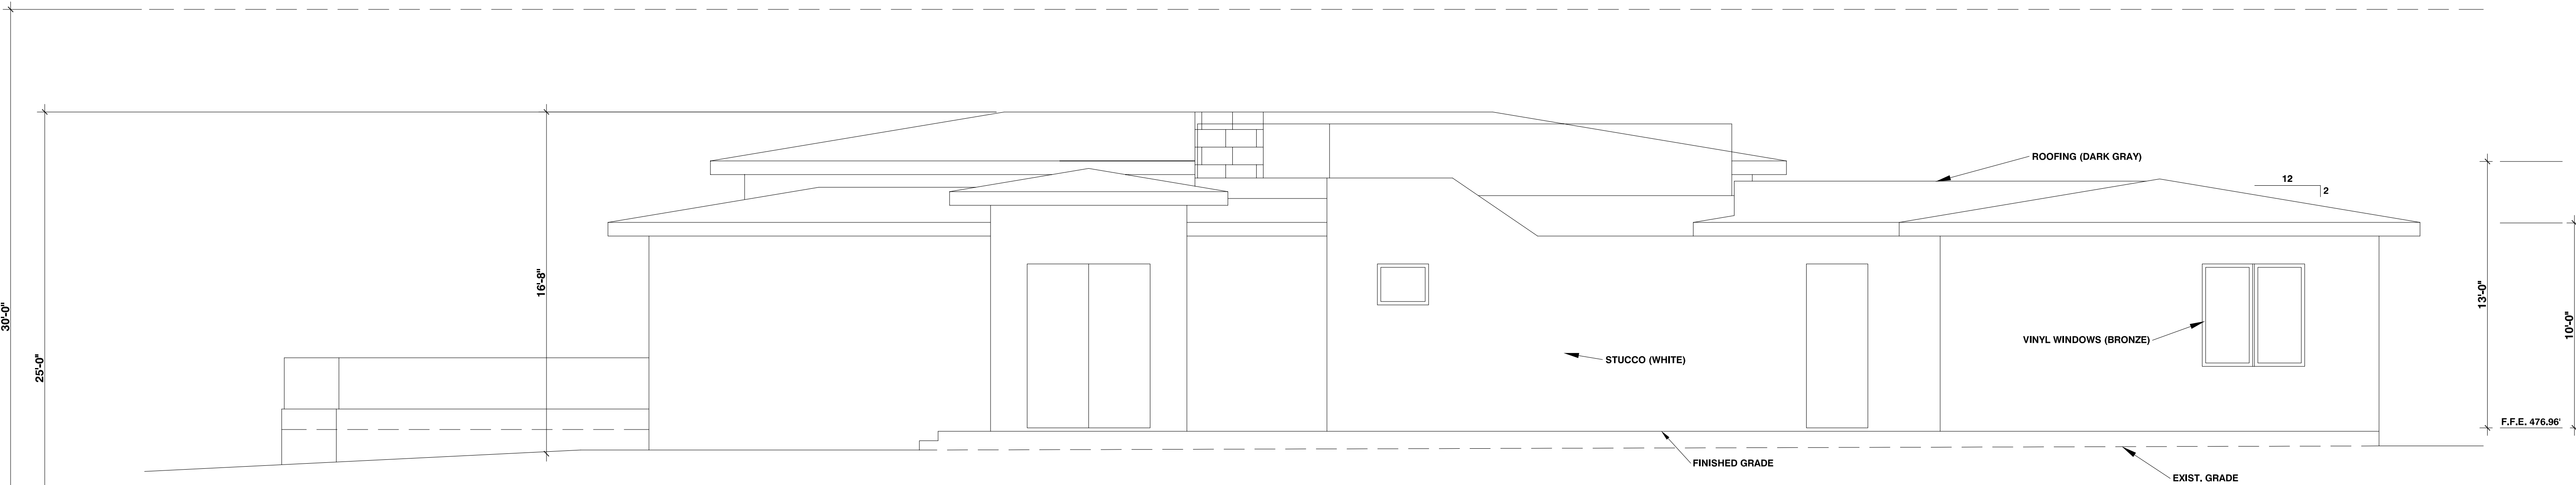 30'-0"
25'-0"
16'-8"
ROOFING (DARK GRAY)
12
2
13'-0"
10'-0"
VINYL WINDOWS (BRONZE)
STUCCO (WHITE)
F.F.E. 476.96'
FINISHED GRADE
EXIST. GRADE